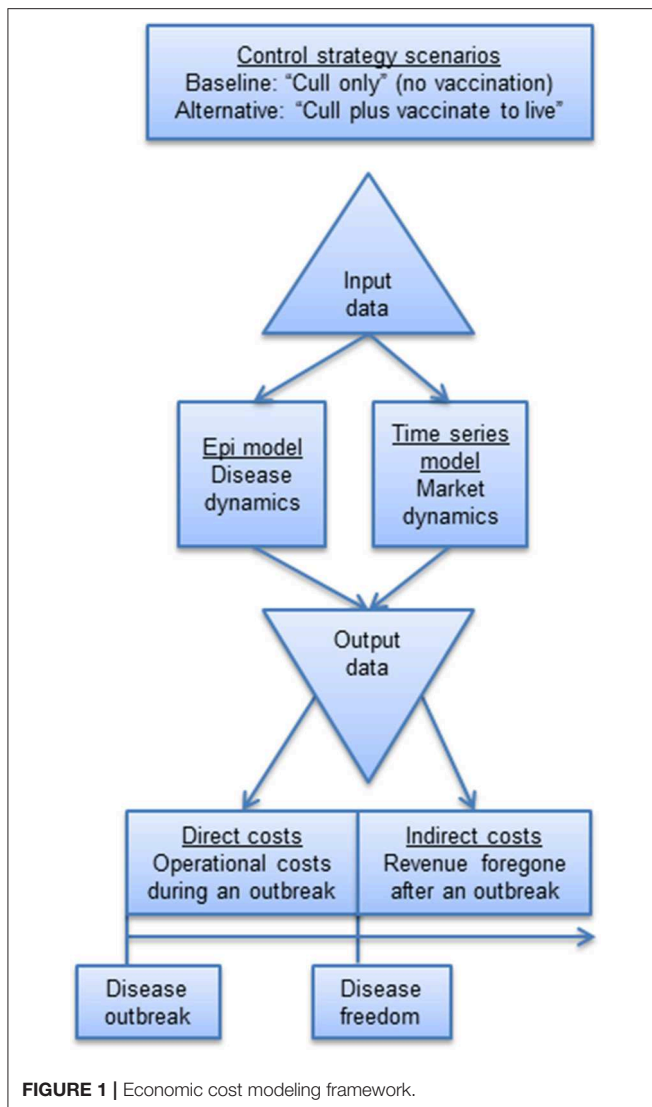 Control strategy scenarios
Baseline: “Cull only” (no vaccination)
Alternative: “Cull plus vaccinate to live”
Input
data
Epi model
Disease
dynamics
Time series
model
Market
dynamics
Output
data
Direct costs
Operational costs
during an outbreak
Indirect costs
Revenue foregone
after an outbreak
Disease
outbreak
Disease
freedom
FIGURE 1 | Economic cost modeling framework.